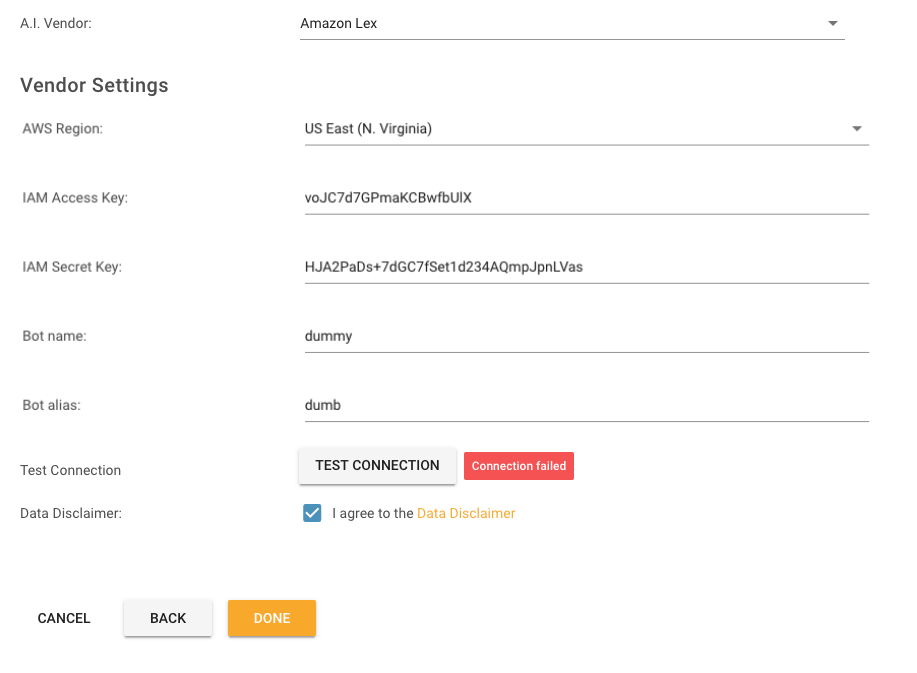 A.I. Vendor: Amazon Lex
Vendor Settings
AWS Region: US East (N. Virginia)
IAM Access Key: voJC7d7GPmaKCBwfbUlX
IAM Secret Key: HJA2PaDs+7dGC7fSet1d234AQmpJpnLVas
Bot name: dummy
Bot alias: dumb
Test Connection TEST CONNECTION Connection failed
Data Disclaimer: I agree to the Data Disclaimer
CANCEL BACK DONE